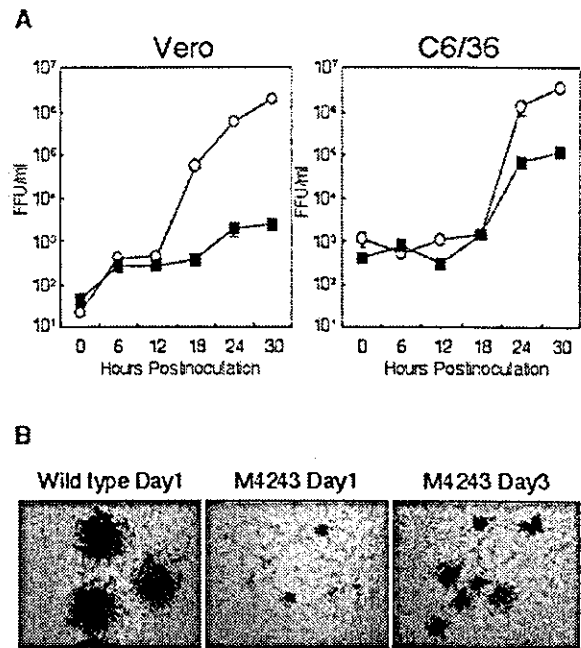 A
Vero
C6/36
10⁷
10⁶
10⁵
10⁴
10³
10²
10¹
FFU/ml
0 6 12 18 24 30
Hours Postinoculation
10⁷
10⁶
10⁵
10⁴
10³
10²
10¹
FFU/ml
0 6 12 18 24 30
Hours Postinoculation
B
Wild type Day1
M4243 Day1
M4243 Day3